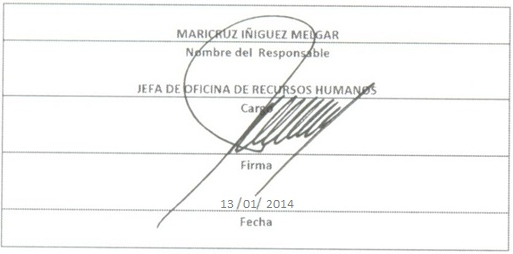 MARICRUZ IÑIGUEZ MELGAR
Nombre del Responsable
JEFA DE OFICINA DE RECURSOS HUMANOS
Cargo
Firma
13 /01/ 2014
Fecha